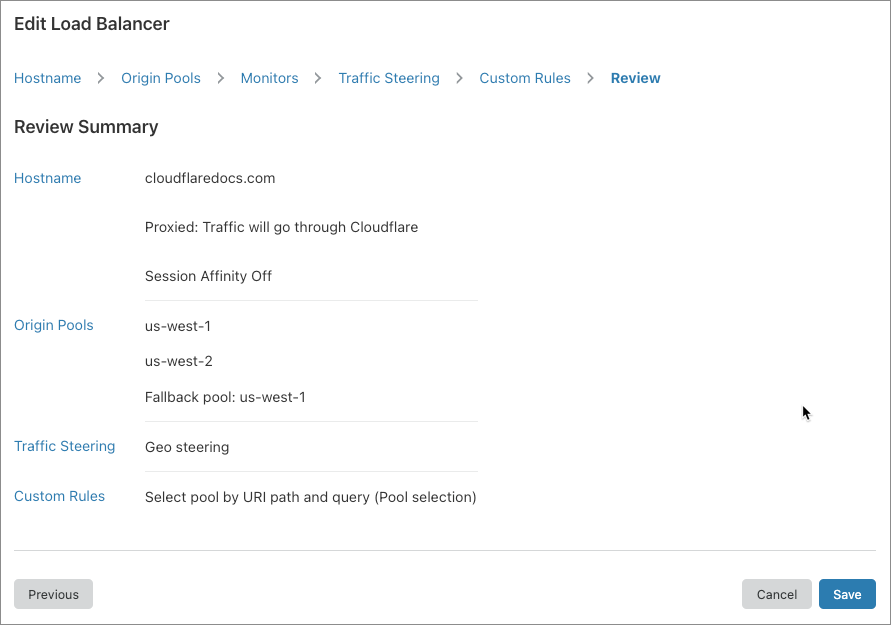 Edit Load Balancer
Hostname > Origin Pools > Monitors > Traffic Steering > Custom Rules > Review
Review Summary
Hostname cloudflaredocs.com
Proxied: Traffic will go through Cloudflare
Session Affinity Off
Origin Pools us-west-1
us-west-2
Fallback pool: us-west-1
Traffic Steering Geo steering
Custom Rules Select pool by URI path and query (Pool selection)
Previous Cancel Save